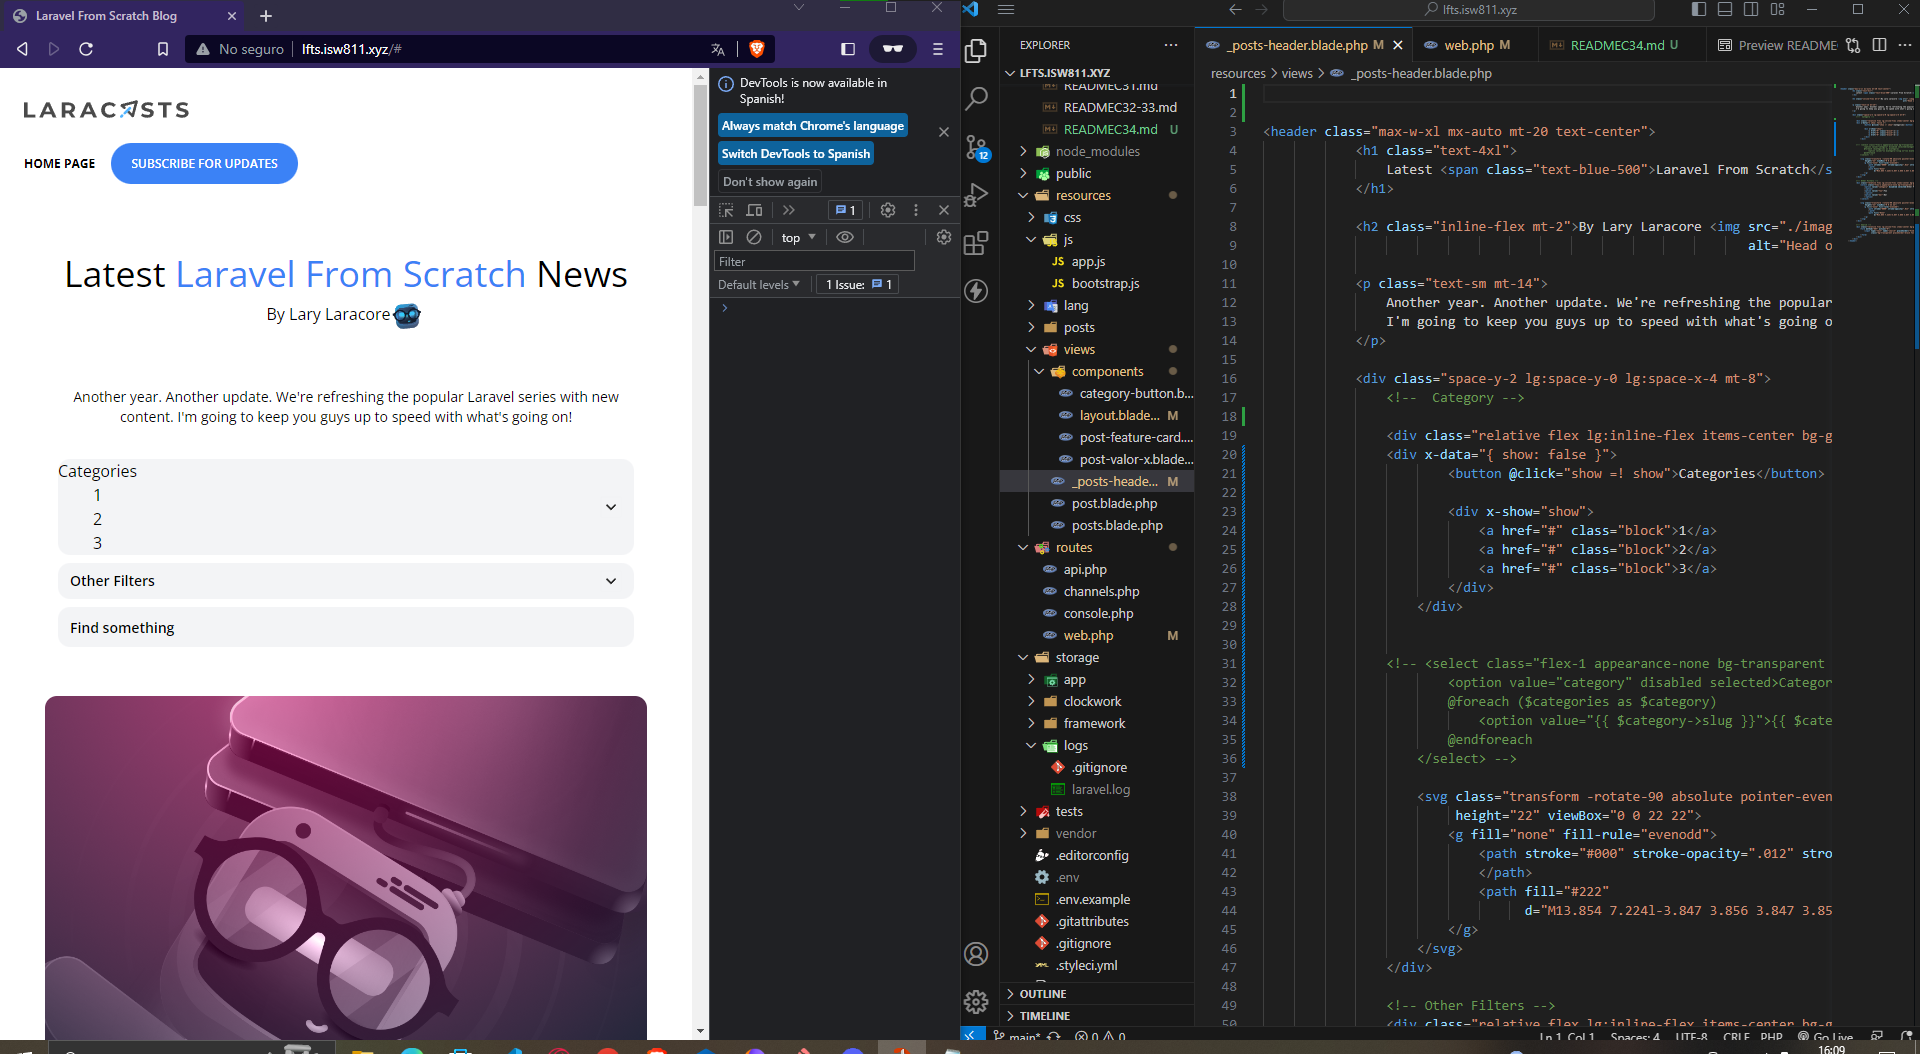 Laravel From Scratch Blog
No seguro
lfts.isw811.xyz/#
LARACASTS
HOME PAGE
SUBSCRIBE FOR UPDATES
Latest Laravel From Scratch News
By Lary Laracore
Another year. Another update. We're refreshing the popular Laravel series with new
content. I'm going to keep you guys up to speed with what's going on!
Categories
1
2
3
Other Filters
Find something
DevTools is now available in
Spanish!
Always match Chrome's language
Switch DevTools to Spanish
Don't show again
1
top
Filter
Default levels
1 Issue: 1
lfts.isw811.xyz
EXPLORER
LFTS.ISW811.XYZ
READMEC31.md
READMEC32-33.md
READMEC34.md U
node_modules
public
resources
css
js
JS app.js
JS bootstrap.js
lang
posts
views
components
category-button.b...
layout.blade... M
post-feature-card....
post-valor-x.blade...
_posts-heade... M
post.blade.php
posts.blade.php
routes
api.php
channels.php
console.php
web.php M
storage
app
clockwork
framework
logs
.gitignore
laravel.log
tests
vendor
.editorconfig
.env
.env.example
.gitattributes
.gitignore
.styleci.yml
OUTLINE
TIMELINE
12
_posts-header.blade.php M
web.php M
READMEC34.md U
Preview README
resources > views > _posts-header.blade.php
1
2
3 <header class="max-w-xl mx-auto mt-20 text-center">
4 <h1 class="text-4xl">
5 Latest <span class="text-blue-500">Laravel From Scratch</s
6 </h1>
7
8 <h2 class="inline-flex mt-2">By Lary Laracore <img src="./imag
9 alt="Head o
10
11 <p class="text-sm mt-14">
12 Another year. Another update. We're refreshing the popular
13 I'm going to keep you guys up to speed with what's going o
14 </p>
15
16 <div class="space-y-2 lg:space-y-0 lg:space-x-4 mt-8">
17 <!--  Category -->
18
19 <div class="relative flex lg:inline-flex items-center bg-g
20 <div x-data="{ show: false }">
21 <button @click="show =! show">Categories</button>
22
23 <div x-show="show">
24 <a href="#" class="block">1</a>
25 <a href="#" class="block">2</a>
26 <a href="#" class="block">3</a>
27 </div>
28 </div>
29
30
31 <!-- <select class="flex-1 appearance-none bg-transparent
32 <option value="category" disabled selected>Categor
33 @foreach ($categories as $category)
34 <option value="{{ $category->slug }}">{{ $cate
35 @endforeach
36 </select> -->
37
38 <svg class="transform -rotate-90 absolute pointer-even
39 height="22" viewBox="0 0 22 22">
40 <g fill="none" fill-rule="evenodd">
41 <path stroke="#000" stroke-opacity=".012" stro
42 </path>
43 <path fill="#222"
44 d="M13.854 7.224l-3.847 3.856 3.847 3.85
45 </g>
46 </svg>
47 </div>
48
49 <!-- Other Filters -->
50 <div class="relative flex lg:inline-flex items-center bg-g
main* 0 0
Ln 1, Col 1 Spaces: 4 UTF-8 CRLF PHP Go Live
16:09